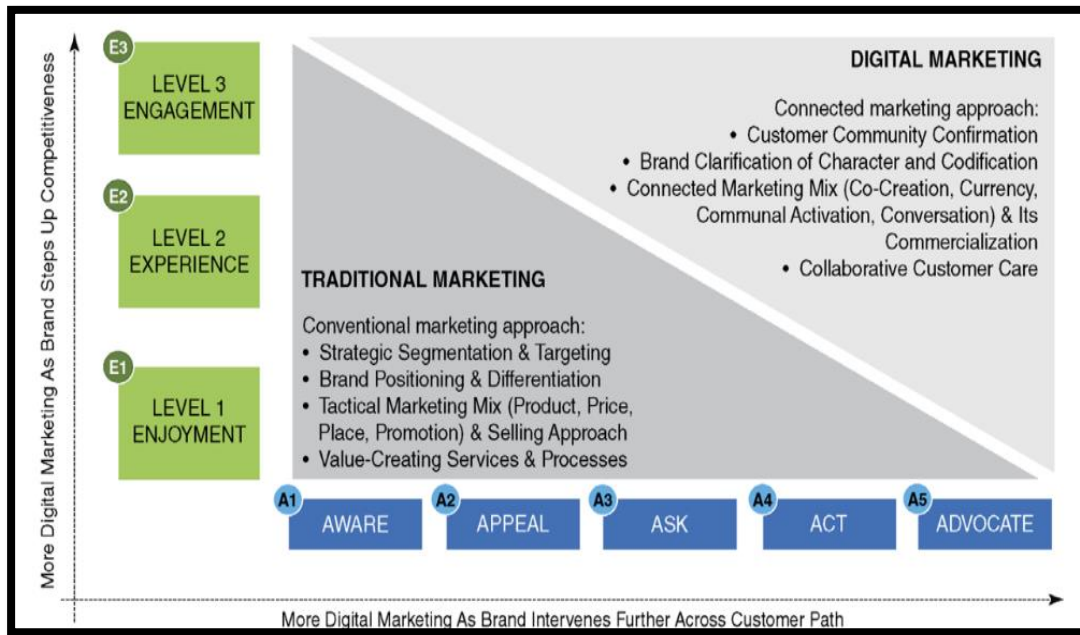 More Digital Marketing As Brand Steps Up Competitiveness
E3
LEVEL 3
ENGAGEMENT
E2
LEVEL 2
EXPERIENCE
E1
LEVEL 1
ENJOYMENT
DIGITAL MARKETING
Connected marketing approach:
• Customer Community Confirmation
• Brand Clarification of Character and Codification
• Connected Marketing Mix (Co-Creation, Currency,
Communal Activation, Conversation) & Its
Commercialization
• Collaborative Customer Care
TRADITIONAL MARKETING
Conventional marketing approach:
• Strategic Segmentation & Targeting
• Brand Positioning & Differentiation
• Tactical Marketing Mix (Product, Price,
Place, Promotion) & Selling Approach
• Value-Creating Services & Processes
A1
AWARE
A2
APPEAL
A3
ASK
A4
ACT
A5
ADVOCATE
More Digital Marketing As Brand Intervenes Further Across Customer Path